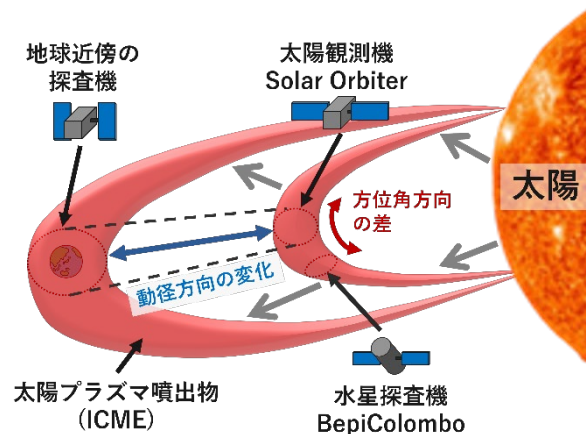 地球近傍の
探査機
太陽観測機
Solar Orbiter
太陽
方位角方向
の差
動径方向の変化
太陽プラズマ噴出物
(ICME)
水星探査機
BepiColombo